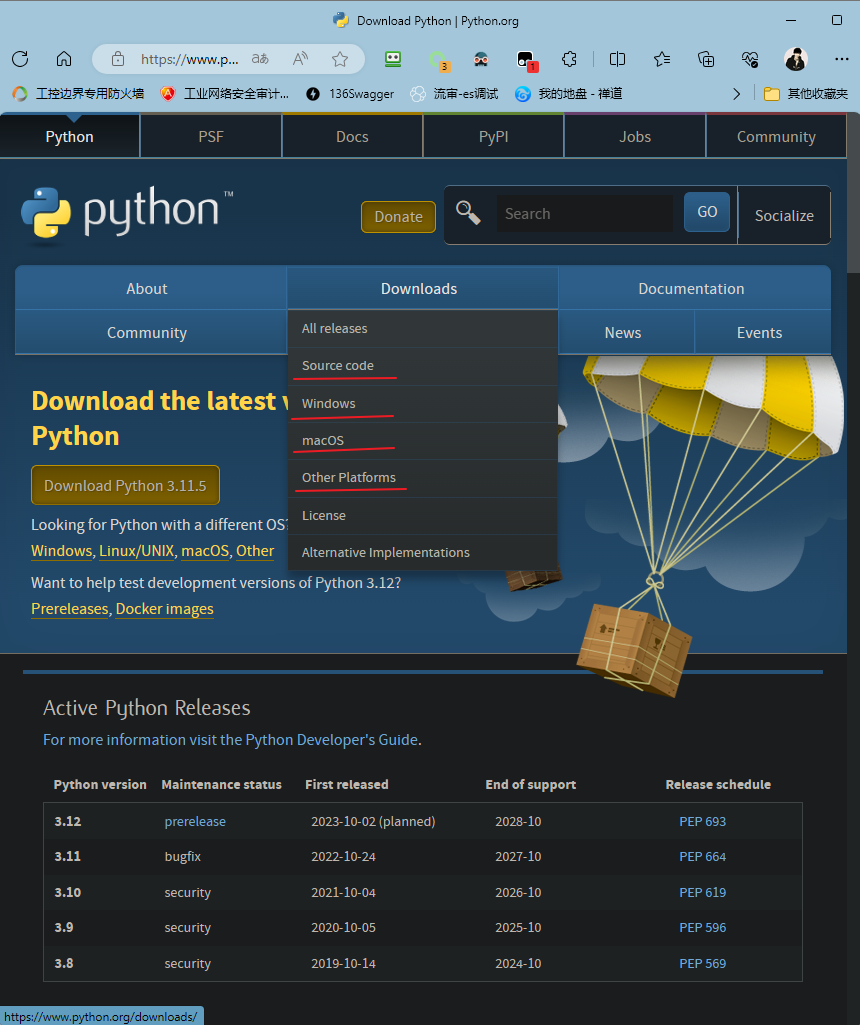 Download Python | Python.org
https://www.p...
aあ
A
3
1
工控边界专用防火墙 工业网络安全审计... 136Swagger 流审-es调试 我的地盘 - 禅道 其他收藏夹
Python PSF Docs PyPI Jobs Community
python™
Donate Search GO Socialize
About Downloads Documentation
Community News Events
All releases
Source code
Windows
macOS
Other Platforms
License
Alternative Implementations
Download the latest v
Python
Download Python 3.11.5
Looking for Python with a different OS?
Windows, Linux/UNIX, macOS, Other
Want to help test development versions of Python 3.12?
Prereleases, Docker images
Active Python Releases
For more information visit the Python Developer's Guide.
Python version Maintenance status First released End of support Release schedule
3.12 prerelease 2023-10-02 (planned) 2028-10 PEP 693
3.11 bugfix 2022-10-24 2027-10 PEP 664
3.10 security 2021-10-04 2026-10 PEP 619
3.9 security 2020-10-05 2025-10 PEP 596
3.8 security 2019-10-14 2024-10 PEP 569
https://www.python.org/downloads/